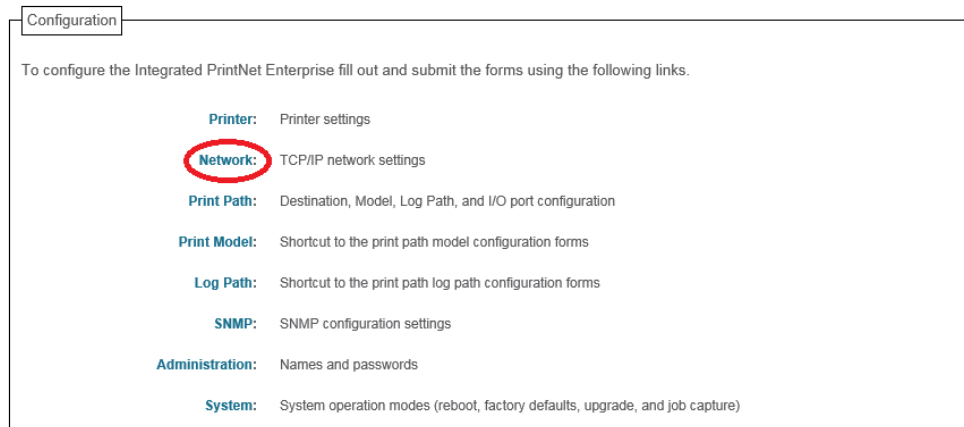 Configuration
To configure the Integrated PrintNet Enterprise fill out and submit the forms using the following links.
Printer: Printer settings
Network: TCP/IP network settings
Print Path: Destination, Model, Log Path, and I/O port configuration
Print Model: Shortcut to the print path model configuration forms
Log Path: Shortcut to the print path log path configuration forms
SNMP: SNMP configuration settings
Administration: Names and passwords
System: System operation modes (reboot, factory defaults, upgrade, and job capture)